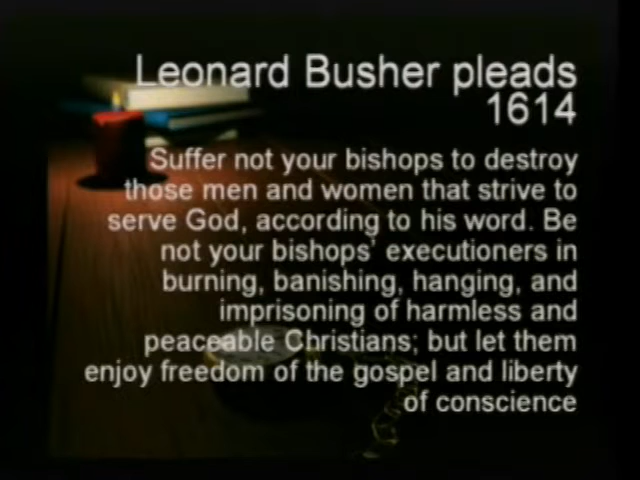 Leonard Busher pleads
1614
Suffer not your bishops to destroy
those men and women that strive to
serve God, according to his word. Be
not your bishops' executioners in
burning, banishing, hanging, and
imprisoning of harmless and
peaceable Christians; but let them
enjoy freedom of the gospel and liberty
of conscience